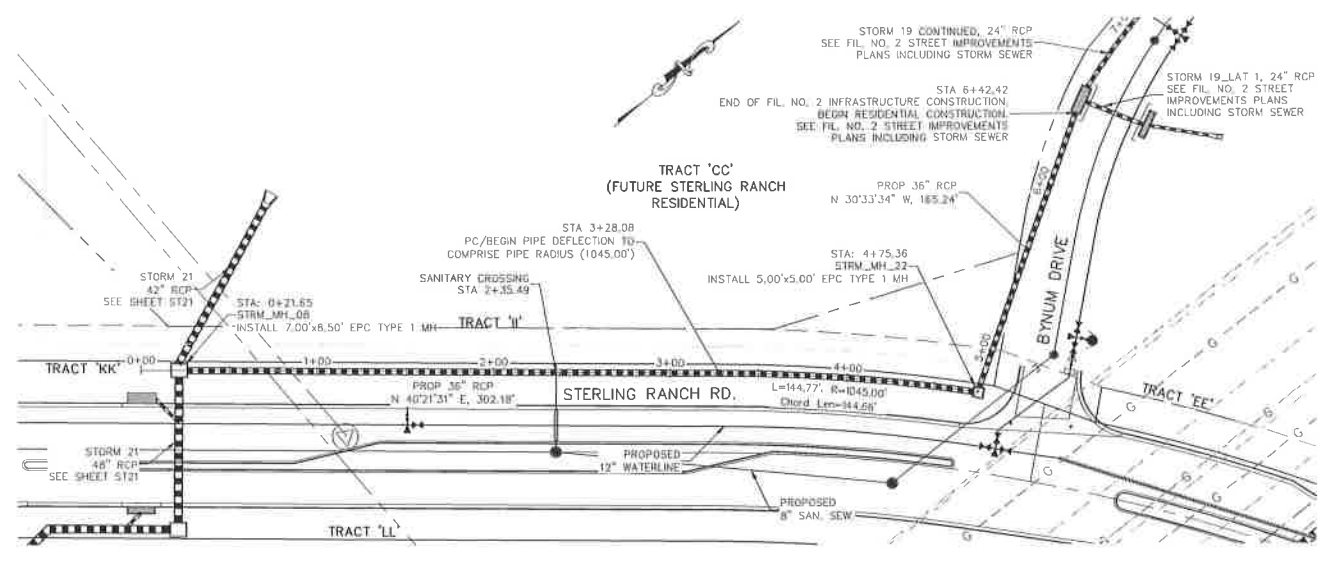 STORM 19 CONTINUED, 24" RCP
SEE FIL. NO. 2 STREET IMPROVEMENTS
PLANS INCLUDING STORM SEWER
7+0
STORM 19_LAT 1, 24" RCP
SEE FIL. NO. 2 STREET
IMPROVEMENTS PLANS
INCLUDING STORM SEWER
STA 6+42.42
END OF FIL. NO. 2 INFRASTRUCTURE CONSTRUCTION,
BEGIN RESIDENTIAL CONSTRUCTION.
SEE FIL. NO. 2 STREET IMPROVEMENTS
PLANS INCLUDING STORM SEWER
TRACT 'CC'
(FUTURE STERLING RANCH
RESIDENTIAL)
PROP 36" RCP
N 30°33'34" W, 165.24'
6+00
STA 3+28.08
PC/BEGIN PIPE DEFLECTION TO
COMPRISE PIPE RADIUS (1045.00')
STA: 4+75.36
STRM_MH_22
INSTALL 5.00'x5.00' EPC TYPE 1 MH
BYNUM DRIVE
SANITARY CROSSING
STA 2+35.49
STORM 21
42" RCP
SEE SHEET ST21
STA: 0+21.65
STRM_MH_08
INSTALL 7.00'x6.50' EPC TYPE 1 MH
TRACT 'II'
5+00
TRACT 'KK'
0+00
1+00
2+00
3+00
4+00
PROP 36" RCP
N 40°21'31" E, 302.18'
STERLING RANCH RD.
L=144.77', R=1045.00'
Chord Len=144.66'
TRACT 'EE'
STORM 21
48" RCP
SEE SHEET ST21
PROPOSED
12" WATERLINE
PROPOSED
8" SAN. SEW
TRACT 'LL'
G
G
G
G
G
G
G
G
G
G